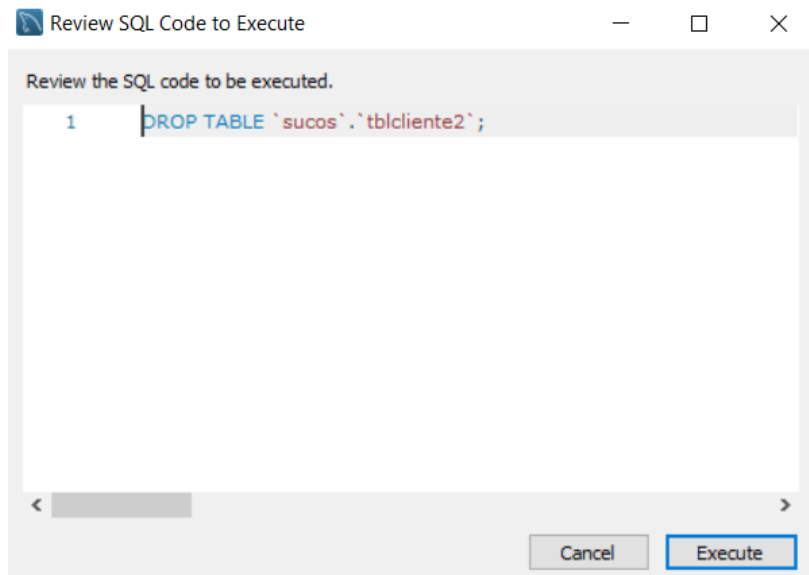 Review SQL Code to Execute
Review the SQL code to be executed.
1 DROP TABLE `sucos`.`tblcliente2`;
Cancel Execute